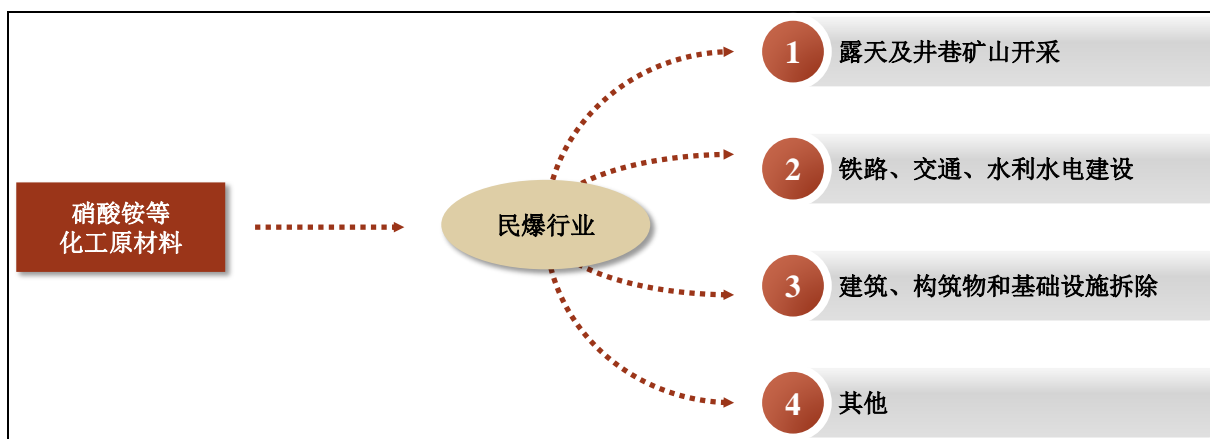 硝酸铵等
化工原材料
民爆行业
1
露天及井巷矿山开采
2
铁路、交通、水利水电建设
3
建筑、构筑物和基础设施拆除
4
其他